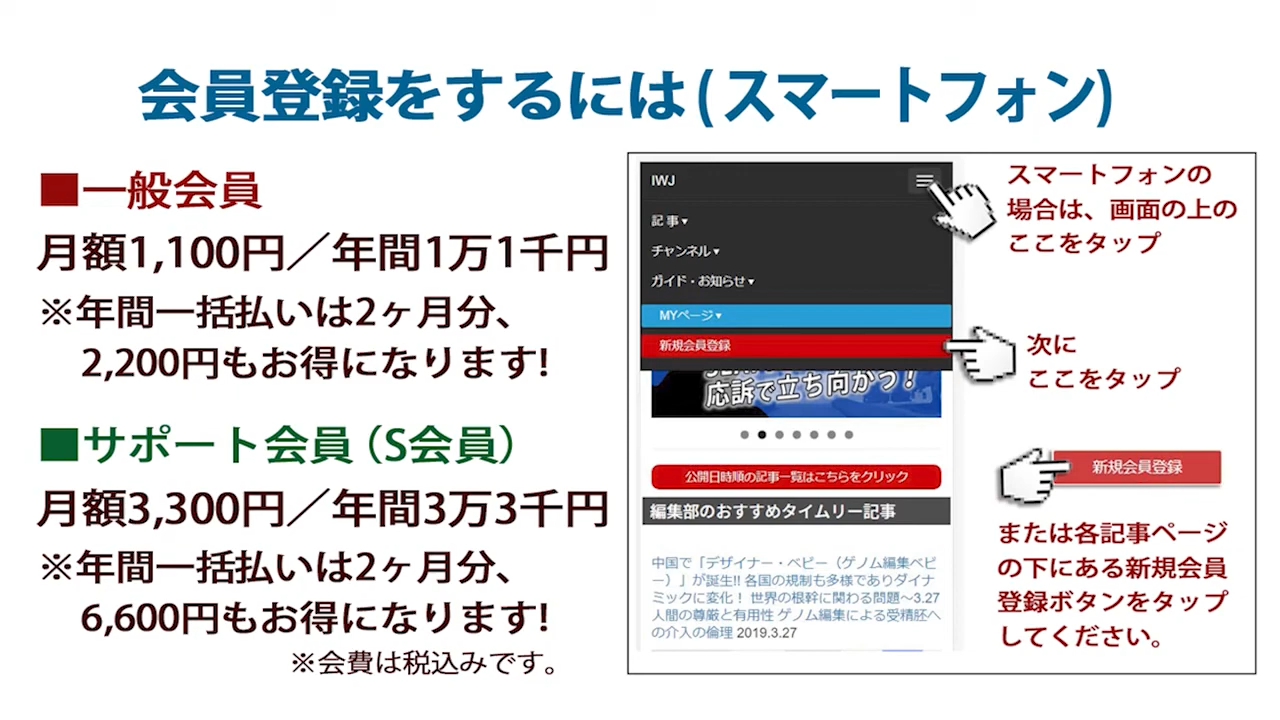 会員登録をするには(スマートフォン)
■一般会員
月額1,100円／年間1万1千円
※年間一括払いは2ヶ月分、
2,200円もお得になります!
■サポート会員（S会員）
月額3,300円／年間3万3千円
※年間一括払いは2ヶ月分、
6,600円もお得になります!
※会費は税込みです。
IWJ
記事▼
チャンネル▼
ガイド・お知らせ▼
MYページ▼
新規会員登録
応訴で立ち向かう！
公開日時順の記事一覧はこちらをクリック
編集部のおすすめタイムリー記事
中国で「デザイナー・ベビー（ゲノム編集ベビ
ー）」が誕生!! 各国の規制も多様でありダイナ
ミックに変化！ 世界の根幹に関わる問題～3.27
人間の尊厳と有用性 ゲノム編集による受精胚へ
の介入の倫理 2019.3.27
スマートフォンの
場合は、画面の上の
ここをタップ
次に
ここをタップ
新規会員登録
または各記事ページ
の下にある新規会員
登録ボタンをタップ
してください。